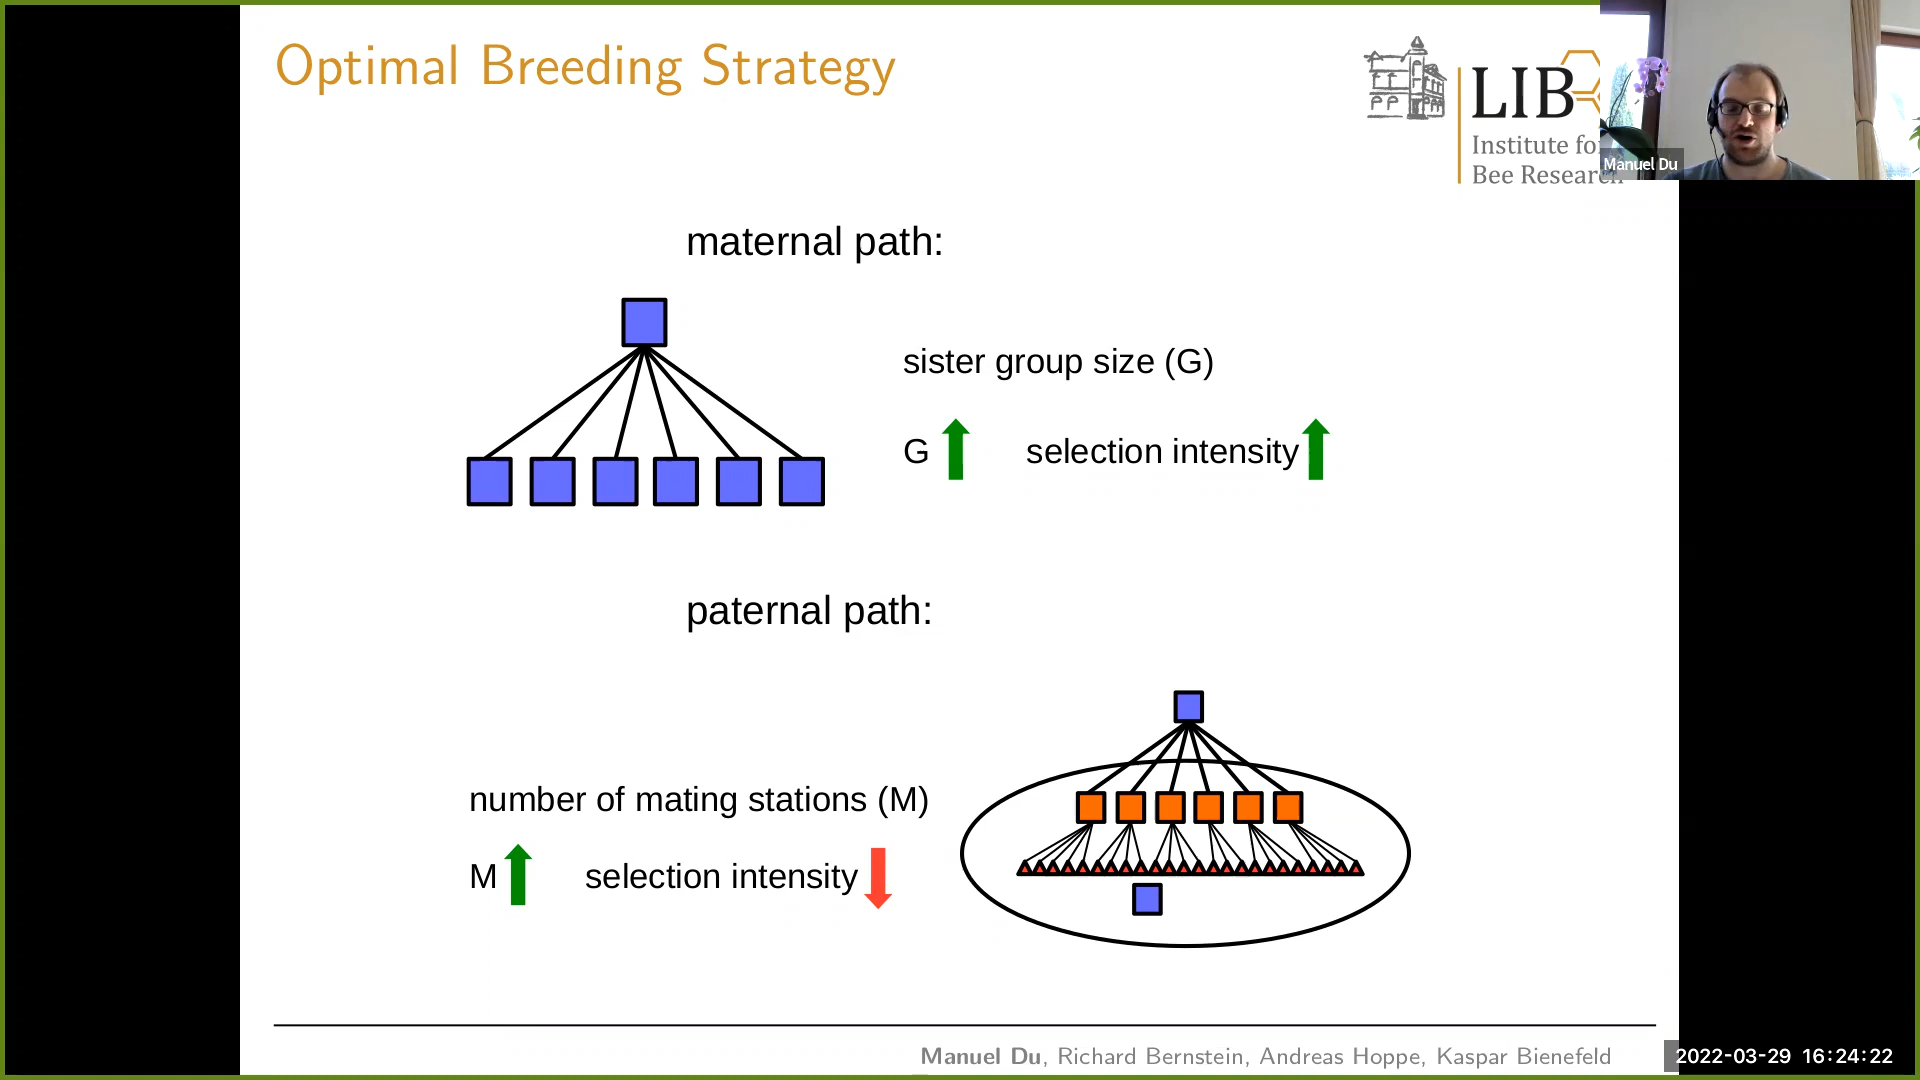 Optimal Breeding Strategy
LIB
Institute for
Bee Research
Manuel Du
maternal path:
sister group size (G)
G selection intensity
paternal path:
number of mating stations (M)
M selection intensity
Manuel Du, Richard Bernstein, Andreas Hoppe, Kaspar Bienefeld
2022-03-29 16:24:22